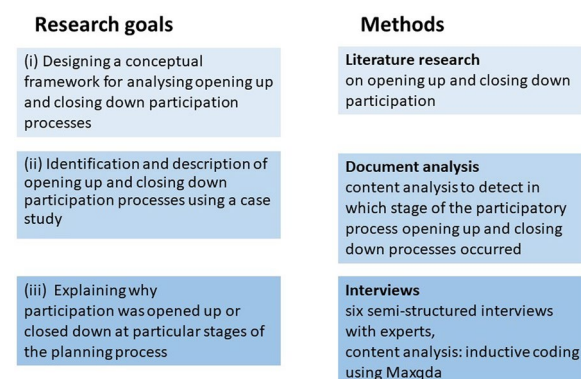 Research goals
(i) Designing a conceptual
framework for analysing opening up
and closing down participation
processes
(ii) Identification and description of
opening up and closing down
participation processes using a case
study
(iii) Explaining why
participation was opened up or
closed down at particular stages of
the planning process
Methods
Literature research
on opening up and closing down
participation
Document analysis
content analysis to detect in
which stage of the participatory
process opening up and closing
down processes occurred
Interviews
six semi-structured interviews
with experts,
content analysis: inductive coding
using Maxqda